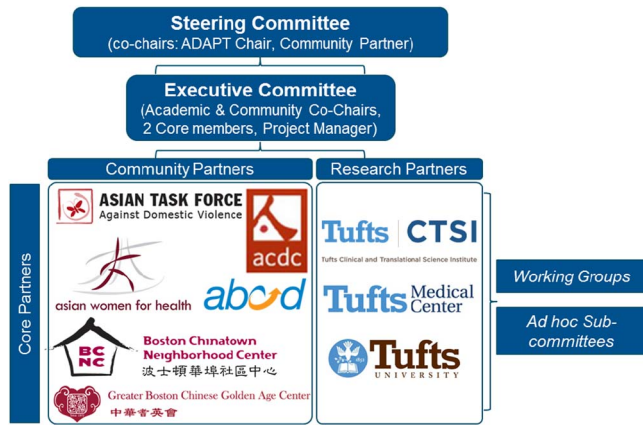 Steering Committee
(co-chairs: ADAPT Chair, Community Partner)
Executive Committee
(Academic & Community Co-Chairs,
2 Core members, Project Manager)
Community Partners
Research Partners
Core Partners
ASIAN TASK FORCE
Against Domestic Violence
acdc
asian women for health
abcd
BC
NC
Boston Chinatown
Neighborhood Center
波士頓華埠社區中心
Greater Boston Chinese Golden Age Center
中華耆英會
Tufts CTSI
Tufts Clinical and Translational Science Institute
Tufts Medical
Center
Tufts
UNIVERSITY
Working Groups
Ad hoc Sub-
committees